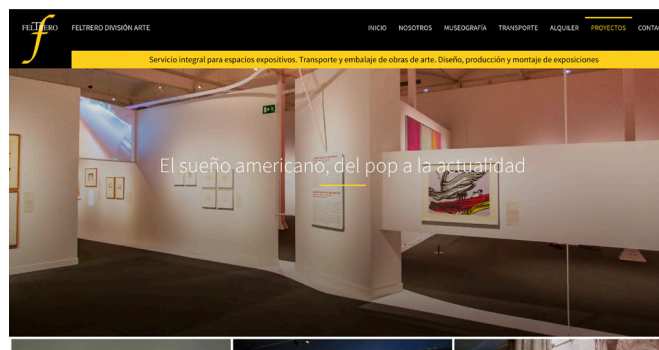 FELTRERO
FELTRERO DIVISIÓN ARTE
INICIO NOSOTROS MUSEOGRAFÍA TRANSPORTE ALQUILER PROYECTOS CONTAC
Servicio integral para espacios expositivos. Transporte y embalaje de obras de arte. Diseño, producción y montaje de exposiciones
El sueño americano, del pop a la actualidad